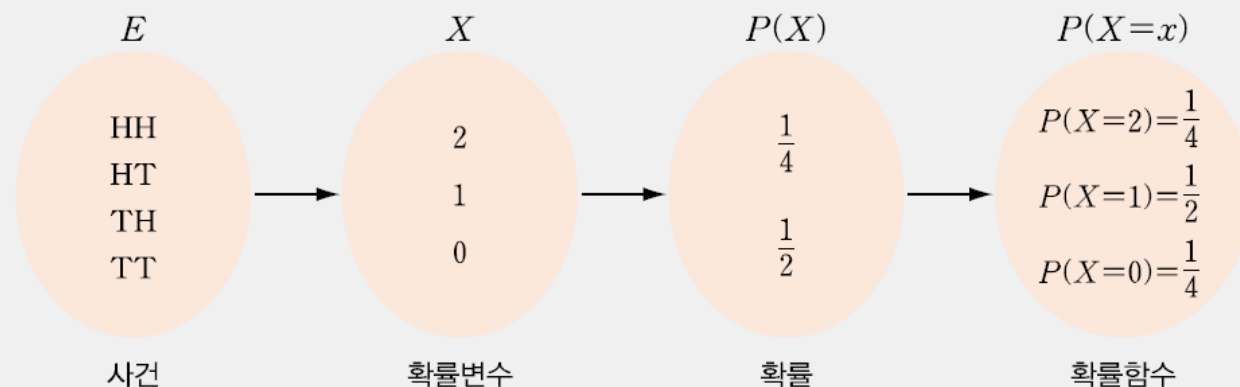 E X P(X) P(X=x)
HH
HT
TH
TT
2
1
0
1/4
1/2
P(X=2)=1/4
P(X=1)=1/2
P(X=0)=1/4
사건 확률변수 확률 확률함수